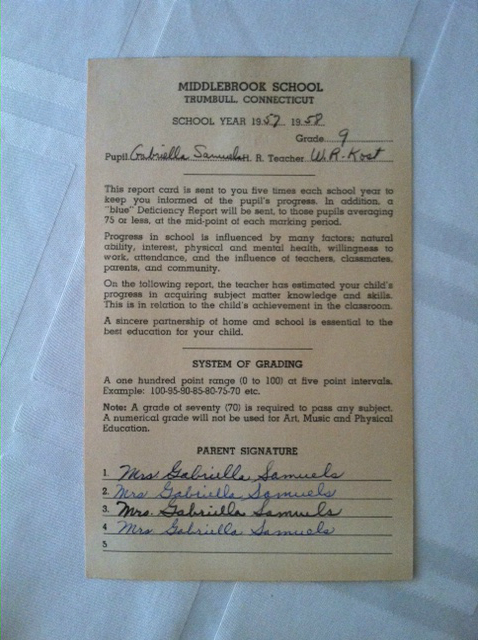 MIDDLEBROOK SCHOOL
TRUMBULL, CONNECTICUT
SCHOOL YEAR 1957 1958
Grade 9
Pupil Gabriella Samuels H. R. Teacher W. R. Kost
This report card is sent to you five times each school year to
keep you informed of the pupil's progress. In addition, a
"blue" Deficiency Report will be sent, to those pupils averaging
75 or less, at the mid-point of each marking period.
Progress in school is influenced by many factors; natural
ability, interest, physical and mental health, willingness to
work, attendance, and the influence of teachers, classmates,
parents, and community.
On the following report, the teacher has estimated your child's
progress in acquiring subject matter knowledge and skills.
This is in relation to the child's achievement in the classroom.
A sincere partnership of home and school is essential to the
best education for your child.
SYSTEM OF GRADING
A one hundred point range (0 to 100) at five point intervals.
Example: 100-95-90-85-80-75-70 etc.
Note: A grade of seventy (70) is required to pass any subject.
A numerical grade will not be used for Art, Music and Physical
Education.
PARENT SIGNATURE
1. Mrs Gabriella Samuels
2. Mrs Gabriella Samuels
3. Mrs. Gabriella Samuels
4 Mrs Gabriella Samuels
5